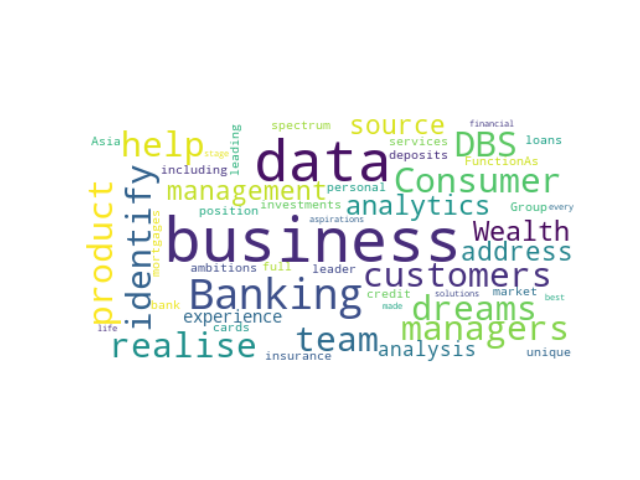 financial
spectrum
source
Asia
help
leading
services
DBS
loans
stage
data
deposits
FunctionAs
including
identify
management
personal
Consumer
product
mortgages
position
investments
analytics
Group
every
aspirations
business
Wealth
address
ambitions
full
leader
customers
Banking
credit
solutions
market
best
bank
experience
made
dreams
life
cards
team
managers
realise
insurance
analysis
unique